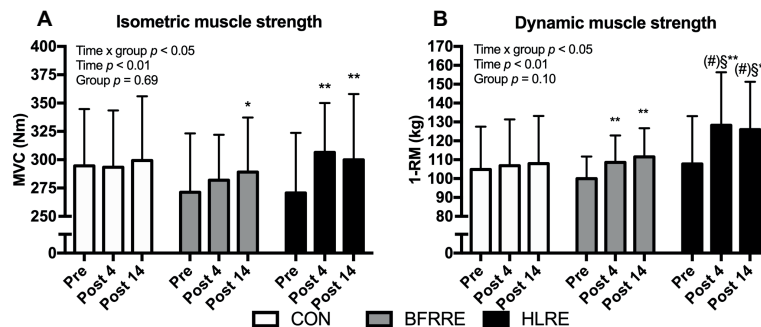 A
Isometric muscle strength
Time x group p < 0.05
Time p < 0.01
Group p = 0.69
MVC (Nm)
400
375
350
325
300
275
250
0
*
**
**
Pre
Post 4
Post 14
Pre
Post 4
Post 14
Pre
Post 4
Post 14
B
Dynamic muscle strength
Time x group p < 0.05
Time p < 0.01
Group p = 0.10
1-RM (kg)
170
160
150
140
130
120
110
100
90
80
0
**
**
(#)§**
(#)§*
Pre
Post 4
Post 14
Pre
Post 4
Post 14
Pre
Post 4
Post 14
CON
BFRRE
HLRE